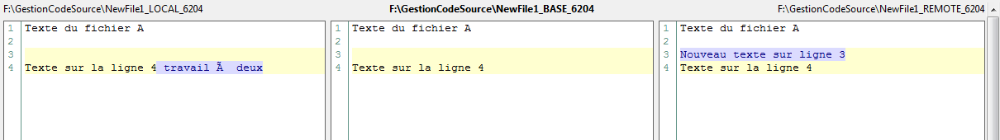 F:\GestionCodeSource\NewFile1_LOCAL_6204
1 Texte du fichier A
2
3
4 Texte sur la ligne 4 travail Ã  deux
F:\GestionCodeSource\NewFile1_BASE_6204
1 Texte du fichier A
2
3
4 Texte sur la ligne 4
F:\GestionCodeSource\NewFile1_REMOTE_6204
1 Texte du fichier A
2
3 Nouveau texte sur ligne 3
4 Texte sur la ligne 4